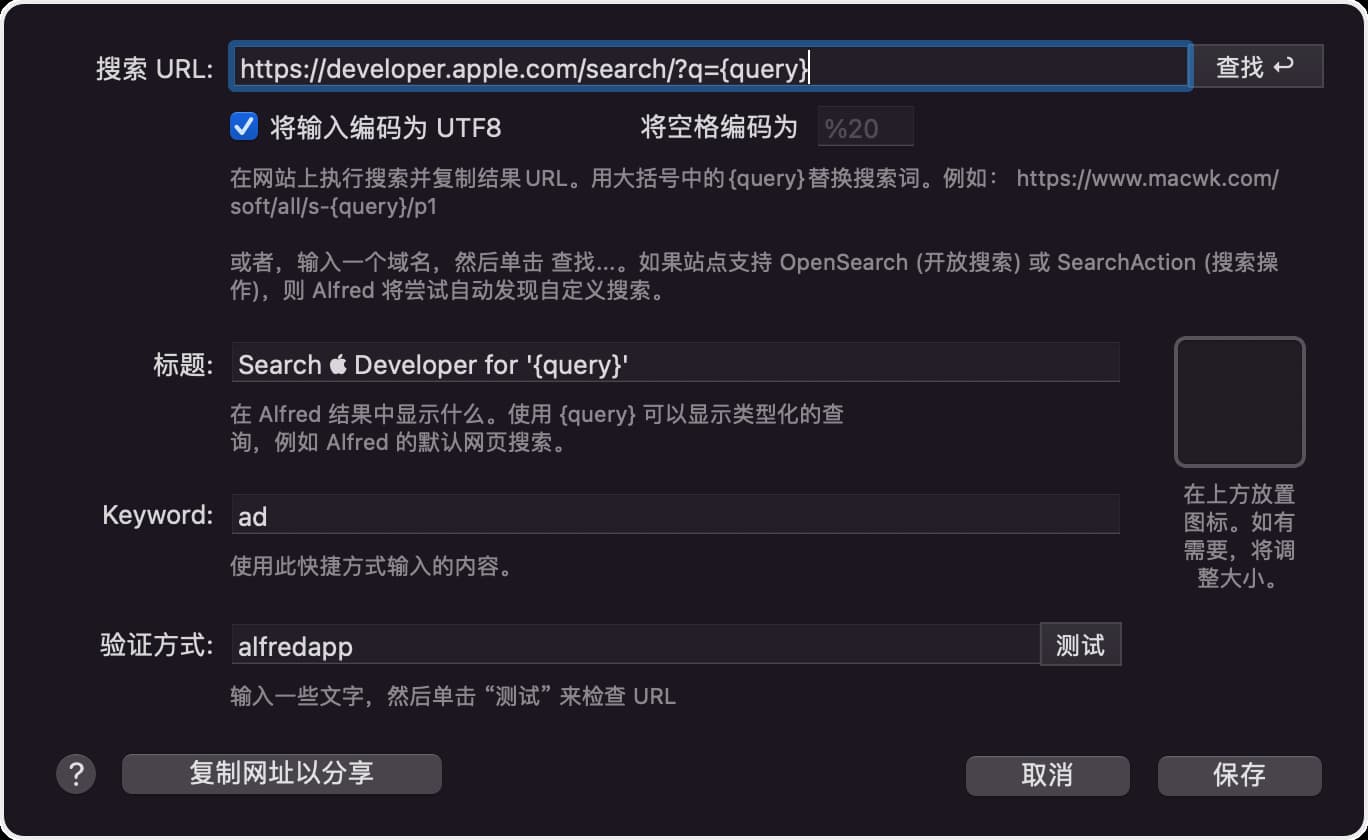 搜索 URL: https://developer.apple.com/search/?q={query} 查找 ↩
将输入编码为 UTF8 将空格编码为 %20
在网站上执行搜索并复制结果URL。用大括号中的{query}替换搜索词。例如： https://www.macwk.com/
soft/all/s-{query}/p1
或者，输入一个域名，然后单击 查找...。如果站点支持 OpenSearch (开放搜索) 或 SearchAction (搜索操
作)，则 Alfred 将尝试自动发现自定义搜索。
标题: Search  Developer for '{query}'
在 Alfred 结果中显示什么。使用 {query} 可以显示类型化的查
询，例如 Alfred 的默认网页搜索。
在上方放置
图标。如有
需要，将调
整大小。
Keyword: ad
使用此快捷方式输入的内容。
验证方式: alfredapp 测试
输入一些文字，然后单击 “测试” 来检查 URL
? 复制网址以分享 取消 保存